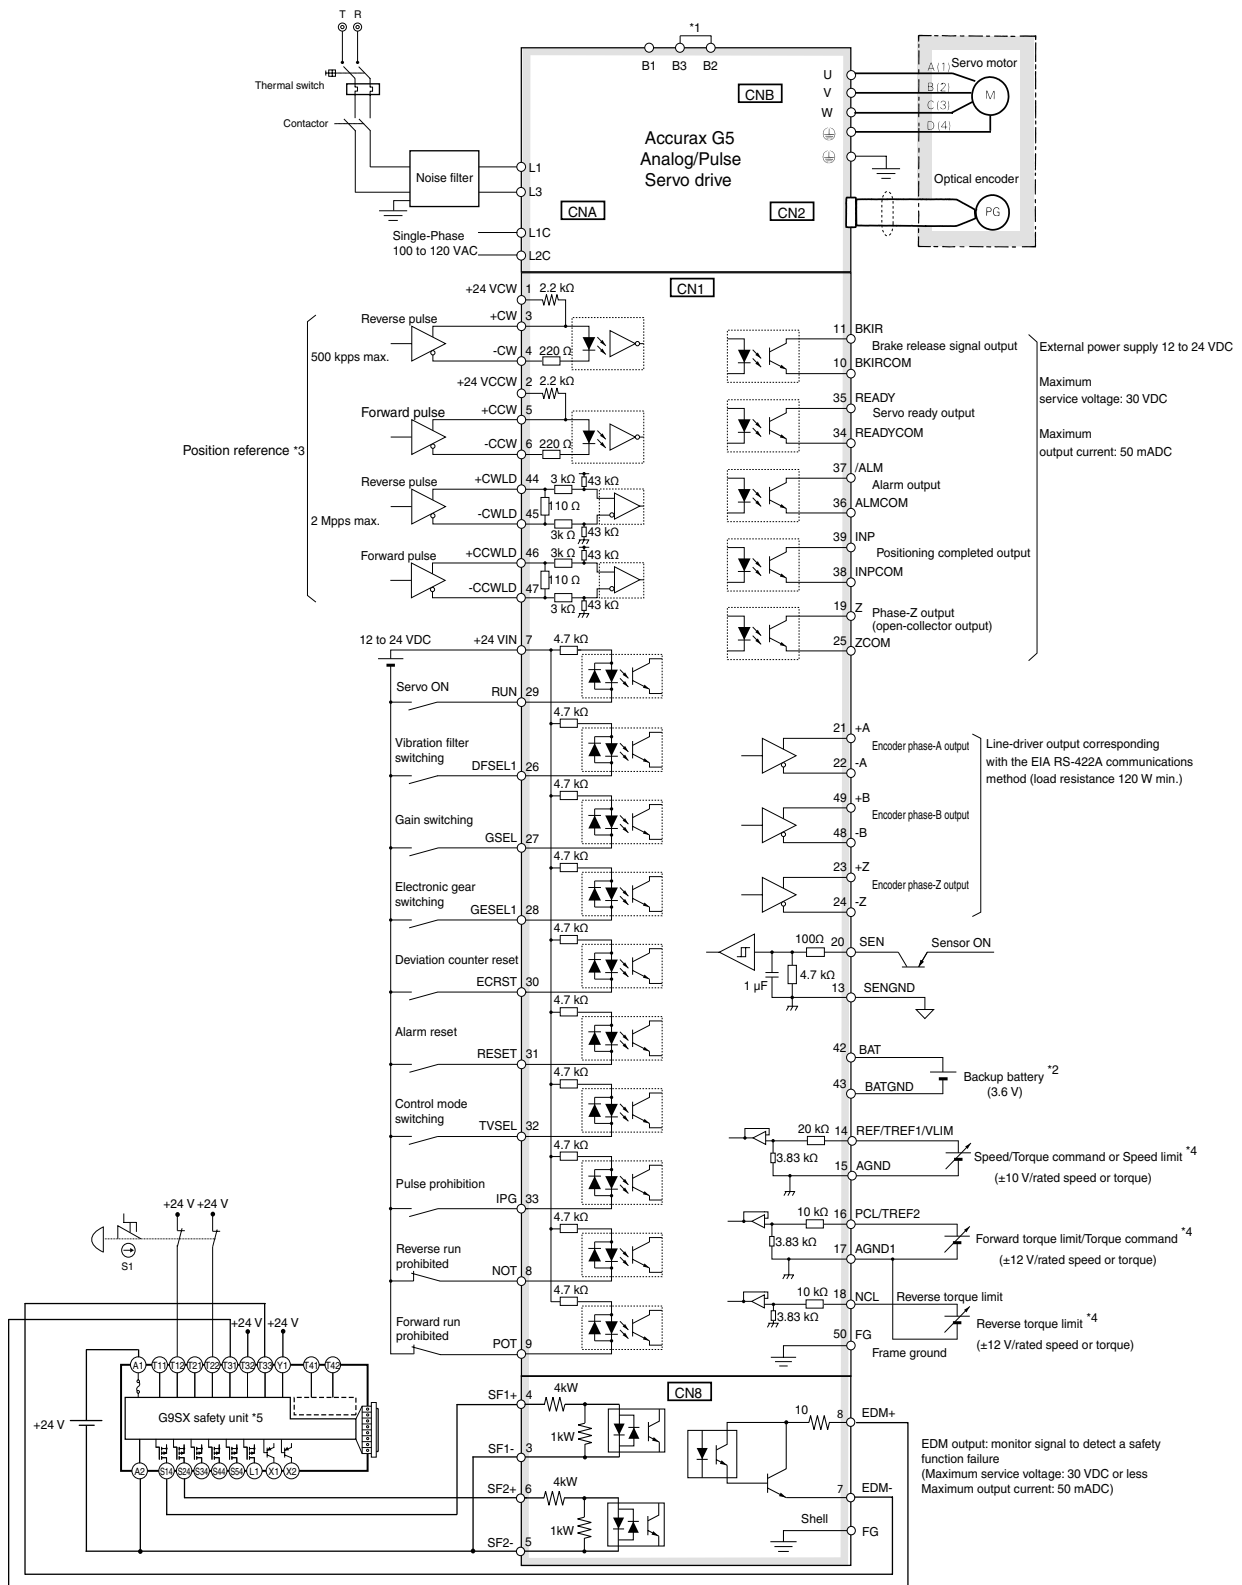 T R
*1
B1 B3 B2
Thermal switch
Contactor
Noise filter
L1
L3
Single-Phase
100 to 120 VAC
L1C
L2C
CNA
CNB
CN2
Accurax G5
Analog/Pulse
Servo drive
U
V
W
A (1)
B (2)
C (3)
D (4)
Servo motor
M
Optical encoder
PG
CN1
Position reference *3
500 kpps max.
2 Mpps max.
+24 VCW 1 2.2 kΩ
Reverse pulse
+CW 3
-CW 4 220 Ω
+24 VCCW 2 2.2 kΩ
Forward pulse
+CCW 5
-CCW 6 220 Ω
Reverse pulse
+CWLD 44 3 kΩ 43 kΩ
110 Ω
-CWLD 45
3kΩ 43 kΩ
Forward pulse
+CCWLD 46 3kΩ 43 kΩ
110 Ω
-CCWLD 47
3 kΩ 43 kΩ
12 to 24 VDC
+24 VIN 7 4.7 kΩ
Servo ON
RUN 29
4.7 kΩ
Vibration filter
switching
DFSEL1 26
4.7 kΩ
Gain switching
GSEL 27
4.7 kΩ
Electronic gear
switching
GESEL1 28
4.7 kΩ
Deviation counter reset
ECRST 30
4.7 kΩ
Alarm reset
RESET 31
4.7 kΩ
Control mode
switching
TVSEL 32
4.7 kΩ
Pulse prohibition
IPG 33
4.7 kΩ
Reverse run
prohibited
NOT 8
4.7 kΩ
Forward run
prohibited
POT 9
11 BKIR
Brake release signal output
10 BKIRCOM
35 READY
Servo ready output
34 READYCOM
37 /ALM
Alarm output
36 ALMCOM
39 INP
Positioning completed output
38 INPCOM
19 Z
Phase-Z output
(open-collector output)
25 ZCOM
External power supply 12 to 24 VDC
Maximum
service voltage: 30 VDC
Maximum
output current: 50 mADC
21 +A
Encoder phase-A output
22 -A
49 +B
Encoder phase-B output
48 -B
23 +Z
Encoder phase-Z output
24 -Z
Line-driver output corresponding
with the EIA RS-422A communications
method (load resistance 120 W min.)
100Ω 20 SEN Sensor ON
4.7 kΩ
1 µF
13 SENGND
42 BAT
Backup battery *2
(3.6 V)
43 BATGND
20 kΩ 14 REF/TREF1/VLIM
3.83 kΩ
15 AGND
Speed/Torque command or Speed limit *4
(±10 V/rated speed or torque)
10 kΩ 16 PCL/TREF2
3.83 kΩ
17 AGND1
Forward torque limit/Torque command *4
(±12 V/rated speed or torque)
10 kΩ 18 NCL
3.83 kΩ
Reverse torque limit
Reverse torque limit *4
(±12 V/rated speed or torque)
50 FG
Frame ground
+24 V +24 V
S1
+24 V +24 V
A1 T11 T12 T21 T22 T31 T32 T33 Y1 T41 T42
G9SX safety unit *5
+24 V
A2 S14 S24 S34 S44 S54 L1 X1 X2
CN8
SF1+ 4 4kW
1kW
SF1- 3
SF2+ 6 4kW
1kW
SF2- 5
10 8 EDM+
7 EDM-
Shell
FG
EDM output: monitor signal to detect a safety
function failure
(Maximum service voltage: 30 VDC or less
Maximum output current: 50 mADC)